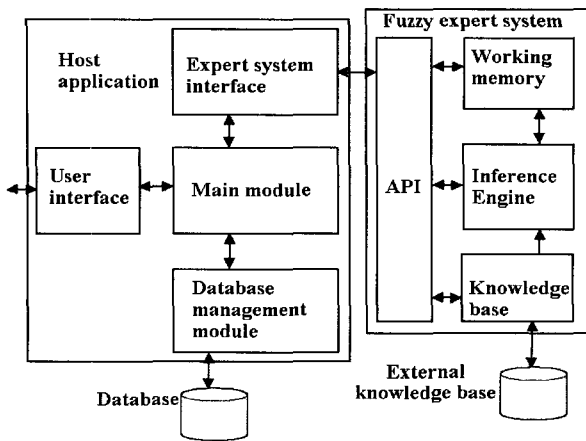 Host
application
Expert system
interface
User
interface
Main module
Database
management
module
Database
Fuzzy expert system
API
Working
memory
Inference
Engine
Knowledge
base
External
knowledge base